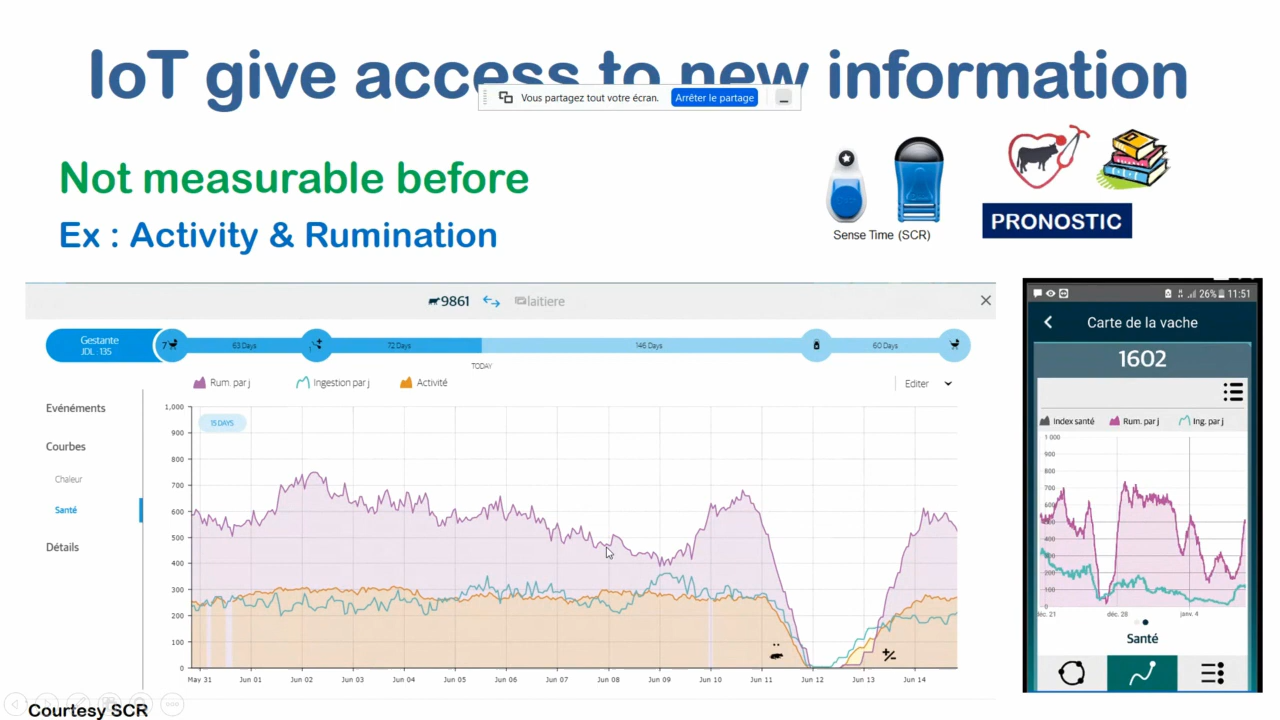 IoT give access to new information
Vous partagez tout votre écran.
Arrêter le partage
Not measurable before
Ex : Activity & Rumination
Sense Time (SCR)
PRONOSTIC
9861
laitiere
Gestante
JDL : 135
7
63 Days
1
72 Days
146 Days
60 Days
TODAY
Rum. par j
Ingestion par j
Activité
Editer
Evénements
Courbes
Chaleur
Santé
Détails
15 DAYS
1,000
900
800
700
600
500
400
300
200
100
0
May 31
Jun 01
Jun 02
Jun 03
Jun 04
Jun 05
Jun 06
Jun 07
Jun 08
Jun 09
Jun 10
Jun 11
Jun 12
Jun 13
Jun 14
26%
11:51
Carte de la vache
1602
Index santé
Rum. par j
Ing. par j
1 000
900
800
700
600
500
400
300
200
100
0
déc. 21
déc. 28
janv. 4
Santé
Courtesy SCR